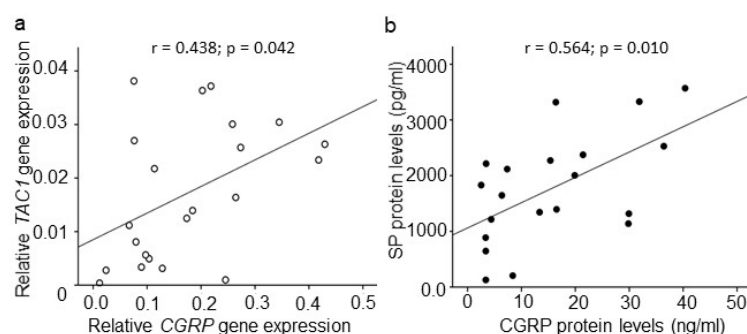 a
r = 0.438; p = 0.042
Relative TAC1 gene expression
0.04
0.03
0.02
0.01
0
0.0 0.1 0.2 0.3 0.4 0.5
Relative CGRP gene expression
b
r = 0.564; p = 0.010
SP protein levels (pg/ml)
4000
3000
2000
1000
0.0
0 10 20 30 40 50
CGRP protein levels (ng/ml)